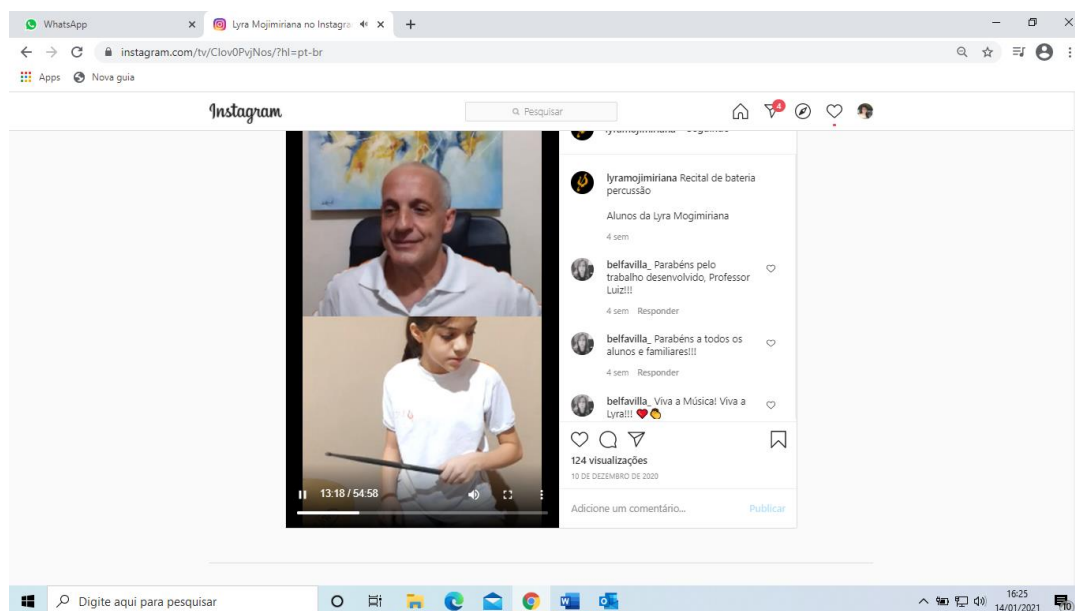 WhatsApp
Lyra Mojimiriana no Instagra
instagram.com/tv/CIov0PvjNos/?hl=pt-br
Apps
Nova guia
Instagram
Pesquisar
4
lyramojimiriana Recital de bateria
percussão
Alunos da Lyra Mogimiriana
4 sem
belfavilla_ Parabéns pelo
trabalho desenvolvido, Professor
Luiz!!!
4 sem Responder
belfavilla_ Parabéns a todos os
alunos e familiares!!!
4 sem Responder
belfavilla_ Viva a Música! Viva a
Lyra!!! ❤️👏
124 visualizações
10 DE DEZEMBRO DE 2020
13:18 / 54:58
Adicione um comentário...
Publicar
Digite aqui para pesquisar
16:25
14/01/2021